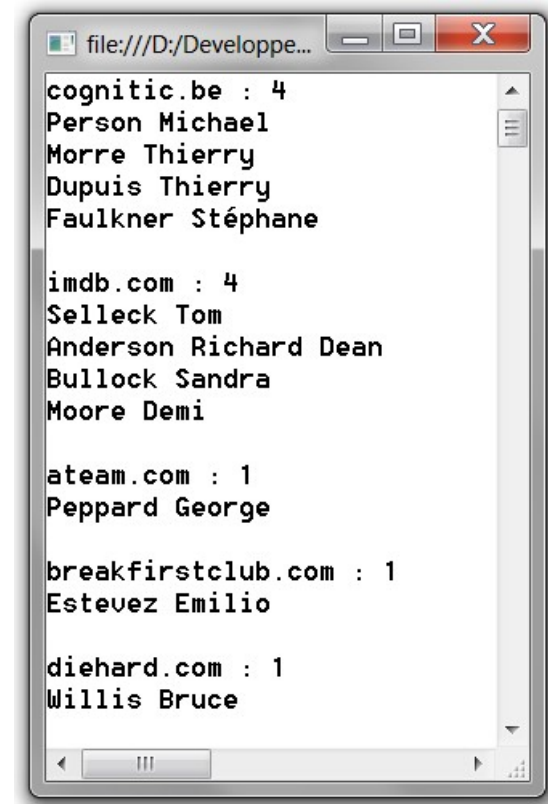 file:///D:/Developpe...
cognitic.be : 4
Person Michael
Morre Thierry
Dupuis Thierry
Faulkner Stéphane
imdb.com : 4
Selleck Tom
Anderson Richard Dean
Bullock Sandra
Moore Demi
ateam.com : 1
Peppard George
breakfirstclub.com : 1
Estevez Emilio
diehard.com : 1
Willis Bruce